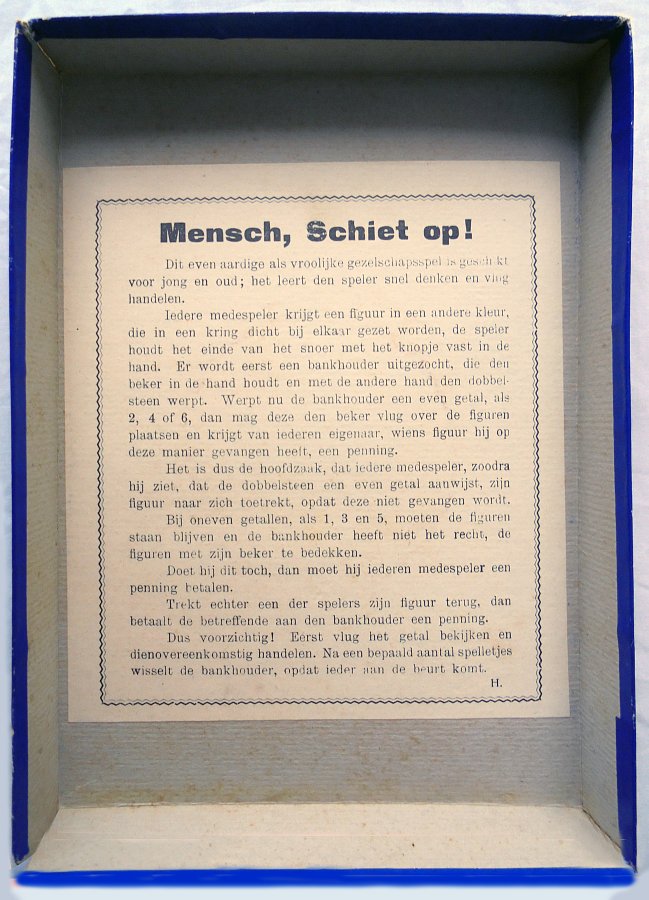 Mensch, Schiet op!
Dit even aardige als vroolijke gezelschapsspel is geschikt
voor jong en oud; het leert den speler snel denken en vlug
handelen.
Iedere medespeler krijgt een figuur in een andere kleur,
die in een kring dicht bij elkaar gezet worden, de speler
houdt het einde van het snoer met het knopje vast in de
hand. Er wordt eerst een bankhouder uitgezocht, die den
beker in de hand houdt en met de andere hand den dobbel-
steen werpt. Werpt nu de bankhouder een even getal, als
2, 4 of 6, dan mag deze den beker vlug over de figuren
plaatsen en krijgt van iederen eigenaar, wiens figuur hij op
deze manier gevangen heeft, een penning.
Het is dus de hoofdzaak, dat iedere medespeler, zoodra
hij ziet, dat de dobbelsteen een even getal aanwijst, zijn
figuur naar zich toetrekt, opdat deze niet gevangen wordt.
Bij oneven getallen, als 1, 3 en 5, moeten de figuren
staan blijven en de bankhouder heeft niet het recht, de
figuren met zijn beker te bedekken.
Doet hij dit toch, dan moet hij iederen medespeler een
penning betalen.
Trekt echter een der spelers zijn figuur terug, dan
betaalt de betreffende aan den bankhouder een penning.
Dus voorzichtig! Eerst vlug het getal bekijken en
dienovereenkomstig handelen. Na een bepaald aantal spelletjes
wisselt de bankhouder, opdat ieder aan de beurt komt.
H.